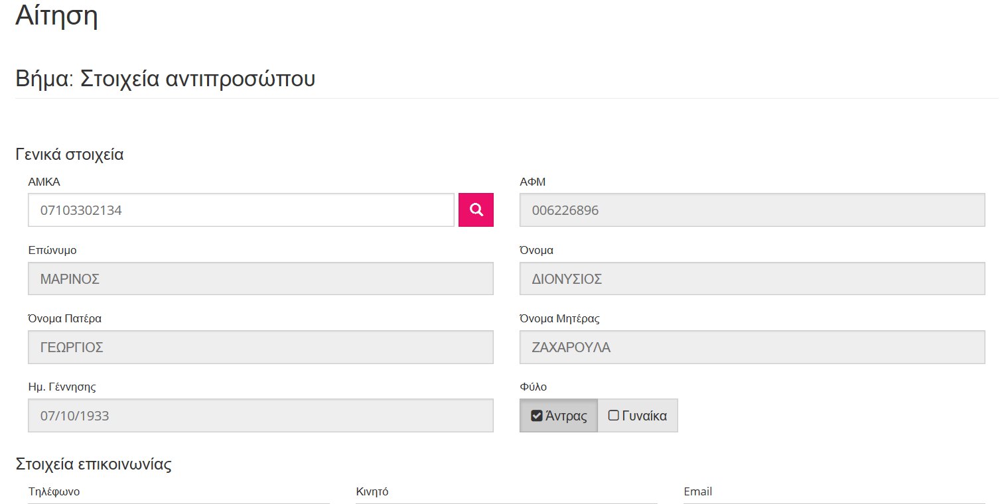 Αίτηση
Βήμα: Στοιχεία αντιπροσώπου
Γενικά στοιχεία
ΑΜΚΑ ΑΦΜ
07103302134 006226896
Επώνυμο Όνομα
ΜΑΡΙΝΟΣ ΔΙΟΝΥΣΙΟΣ
Όνομα Πατέρα Όνομα Μητέρας
ΓΕΩΡΓΙΟΣ ΖΑΧΑΡΟΥΛΑ
Ημ. Γέννησης Φύλο
07/10/1933 Άντρας Γυναίκα
Στοιχεία επικοινωνίας
Τηλέφωνο Κινητό Email